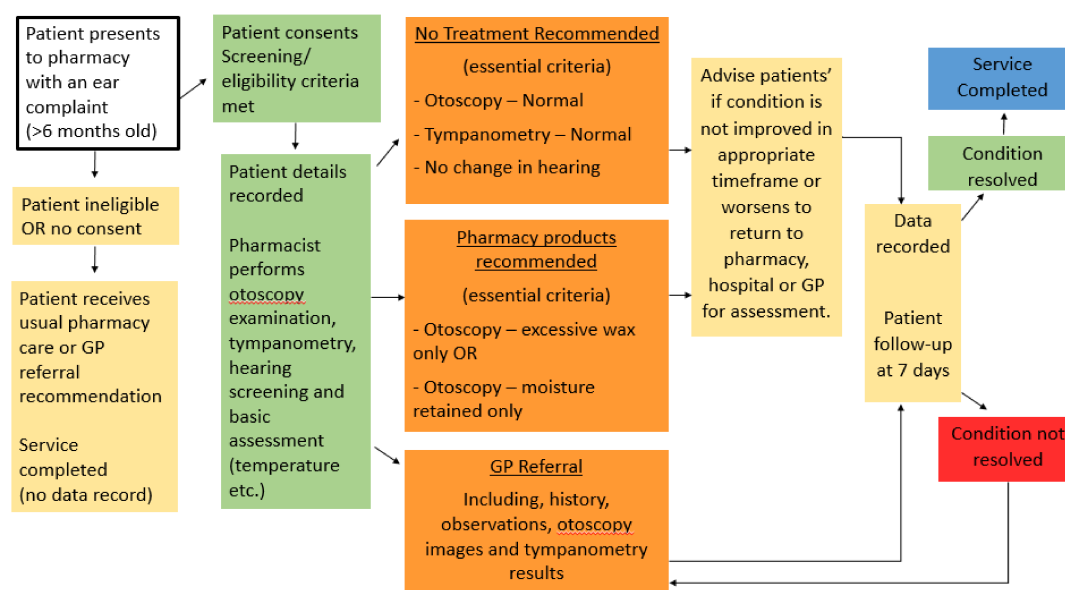 Patient presents
to pharmacy
with an ear
complaint
(>6 months old)
Patient ineligible
OR no consent
Patient receives
usual pharmacy
care or GP
referral
recommendation
Service
completed
(no data record)
Patient consents
Screening/
eligibility criteria
met
Patient details
recorded
Pharmacist
performs
otoscopy
examination,
tympanometry,
hearing
screening and
basic
assessment
(temperature
etc.)
No Treatment Recommended
(essential criteria)
- Otoscopy – Normal
- Tympanometry – Normal
- No change in hearing
Pharmacy products
recommended
(essential criteria)
- Otoscopy – excessive wax
only OR
- Otoscopy – moisture
retained only
GP Referral
Including, history,
observations, otoscopy
images and tympanometry
results
Advise patients’
if condition is
not improved in
appropriate
timeframe or
worsens to
return to
pharmacy,
hospital or GP
for assessment.
Data
recorded
Patient
follow-up
at 7 days
Service
Completed
Condition
resolved
Condition not
resolved